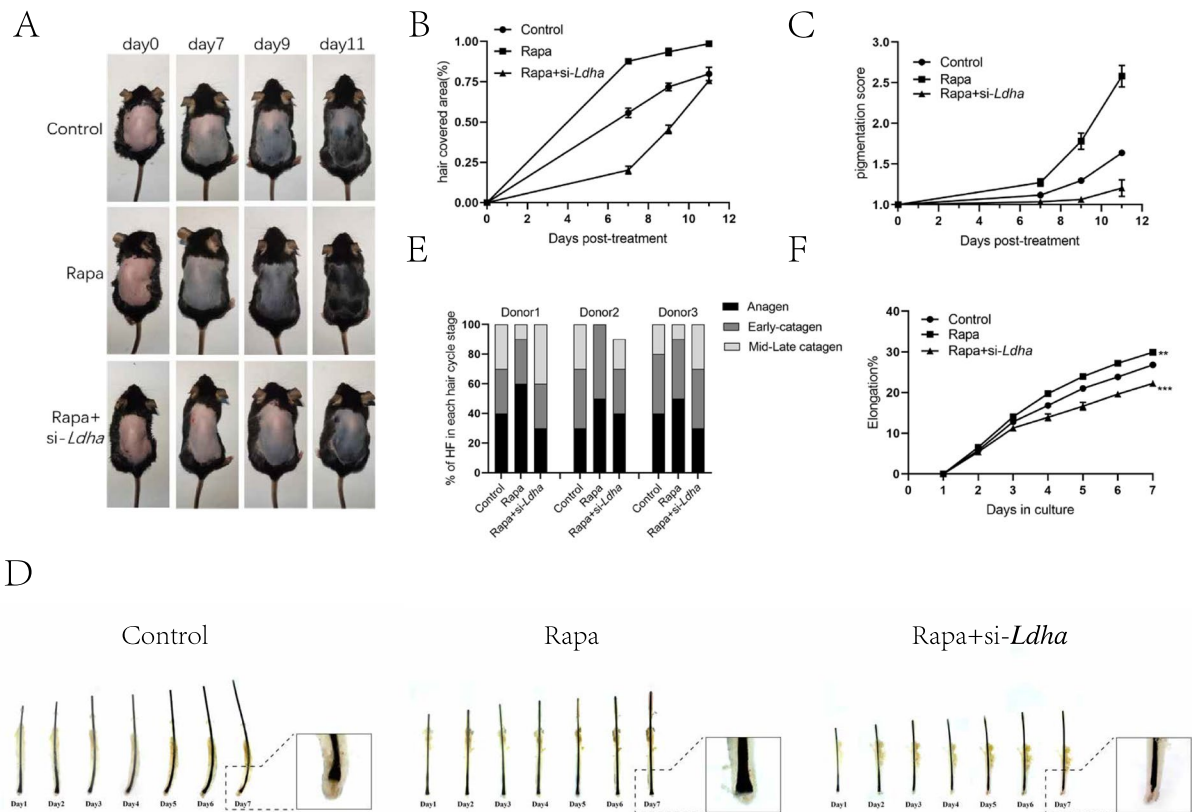 A
day0 day7 day9 day11
Control
Rapa
Rapa+
si-Ldha
B
Control
Rapa
Rapa+si-Ldha
hair covered area(%)
1.00
0.75
0.50
0.25
0.00
0 2 4 6 8 10 12
Days post-treatment
C
Control
Rapa
Rapa+si-Ldha
pigmentation score
3.0
2.5
2.0
1.5
1.0
0 2 4 6 8 10 12
Days post-treatment
E
Donor1 Donor2 Donor3
Anagen
Early-catagen
Mid-Late catagen
% of HF in each hair cycle stage
100
80
60
40
20
0
Control Rapa Rapa+si-Ldha Control Rapa Rapa+si-Ldha Control Rapa Rapa+si-Ldha
F
Control
Rapa
Rapa+si-Ldha
Elongation%
40
30
20
10
0
**
***
0 1 2 3 4 5 6 7
Days in culture
D
Control Rapa Rapa+si-Ldha
Day1 Day2 Day3 Day4 Day5 Day6 Day7 Day1 Day2 Day3 Day4 Day5 Day6 Day7 Day1 Day2 Day3 Day4 Day5 Day6 Day7